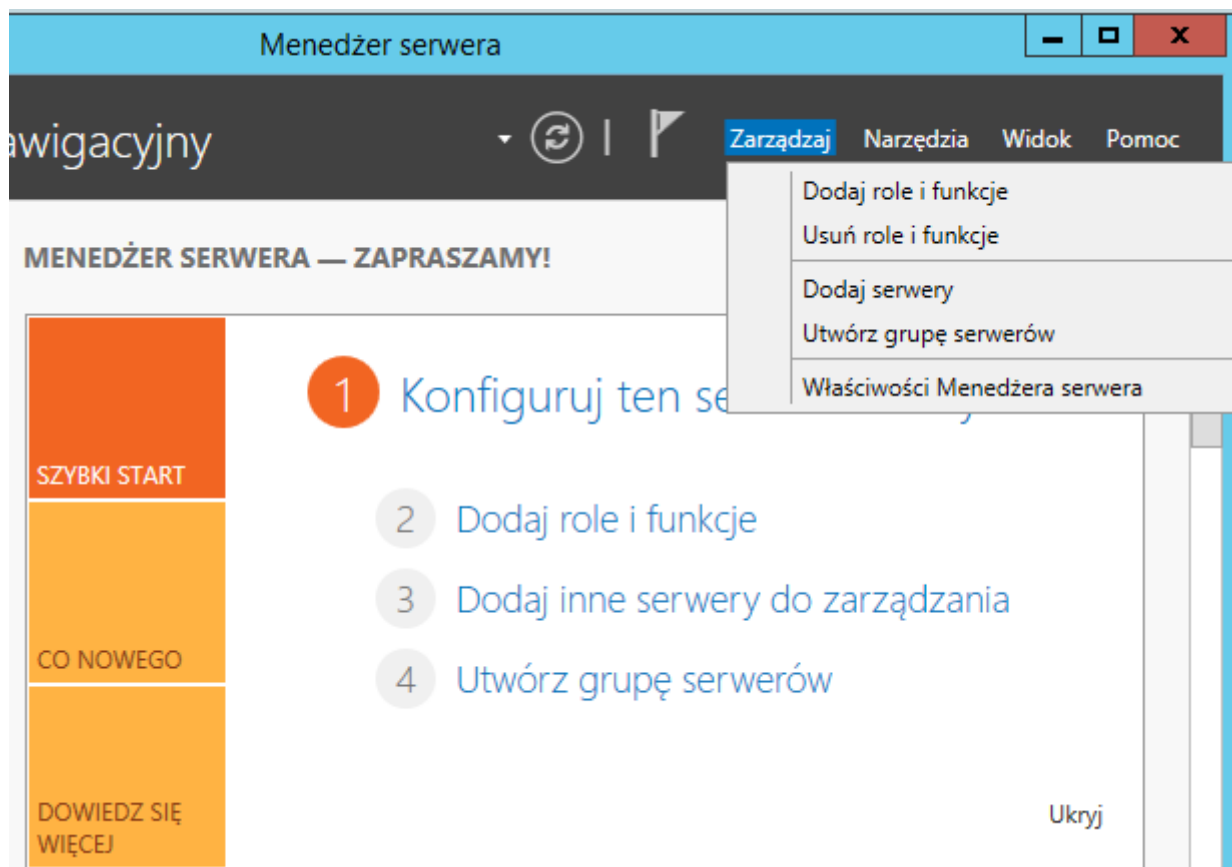 Menedżer serwera
awigacyjny
Zarządzaj Narzędzia Widok Pomoc
Dodaj role i funkcje
Usuń role i funkcje
Dodaj serwery
Utwórz grupę serwerów
Właściwości Menedżera serwera
MENEDŻER SERWERA — ZAPRASZAMY!
SZYBKI START
CO NOWEGO
DOWIEDZ SIĘ
WIĘCEJ
1 Konfiguruj ten se
2 Dodaj role i funkcje
3 Dodaj inne serwery do zarządzania
4 Utwórz grupę serwerów
Ukryj